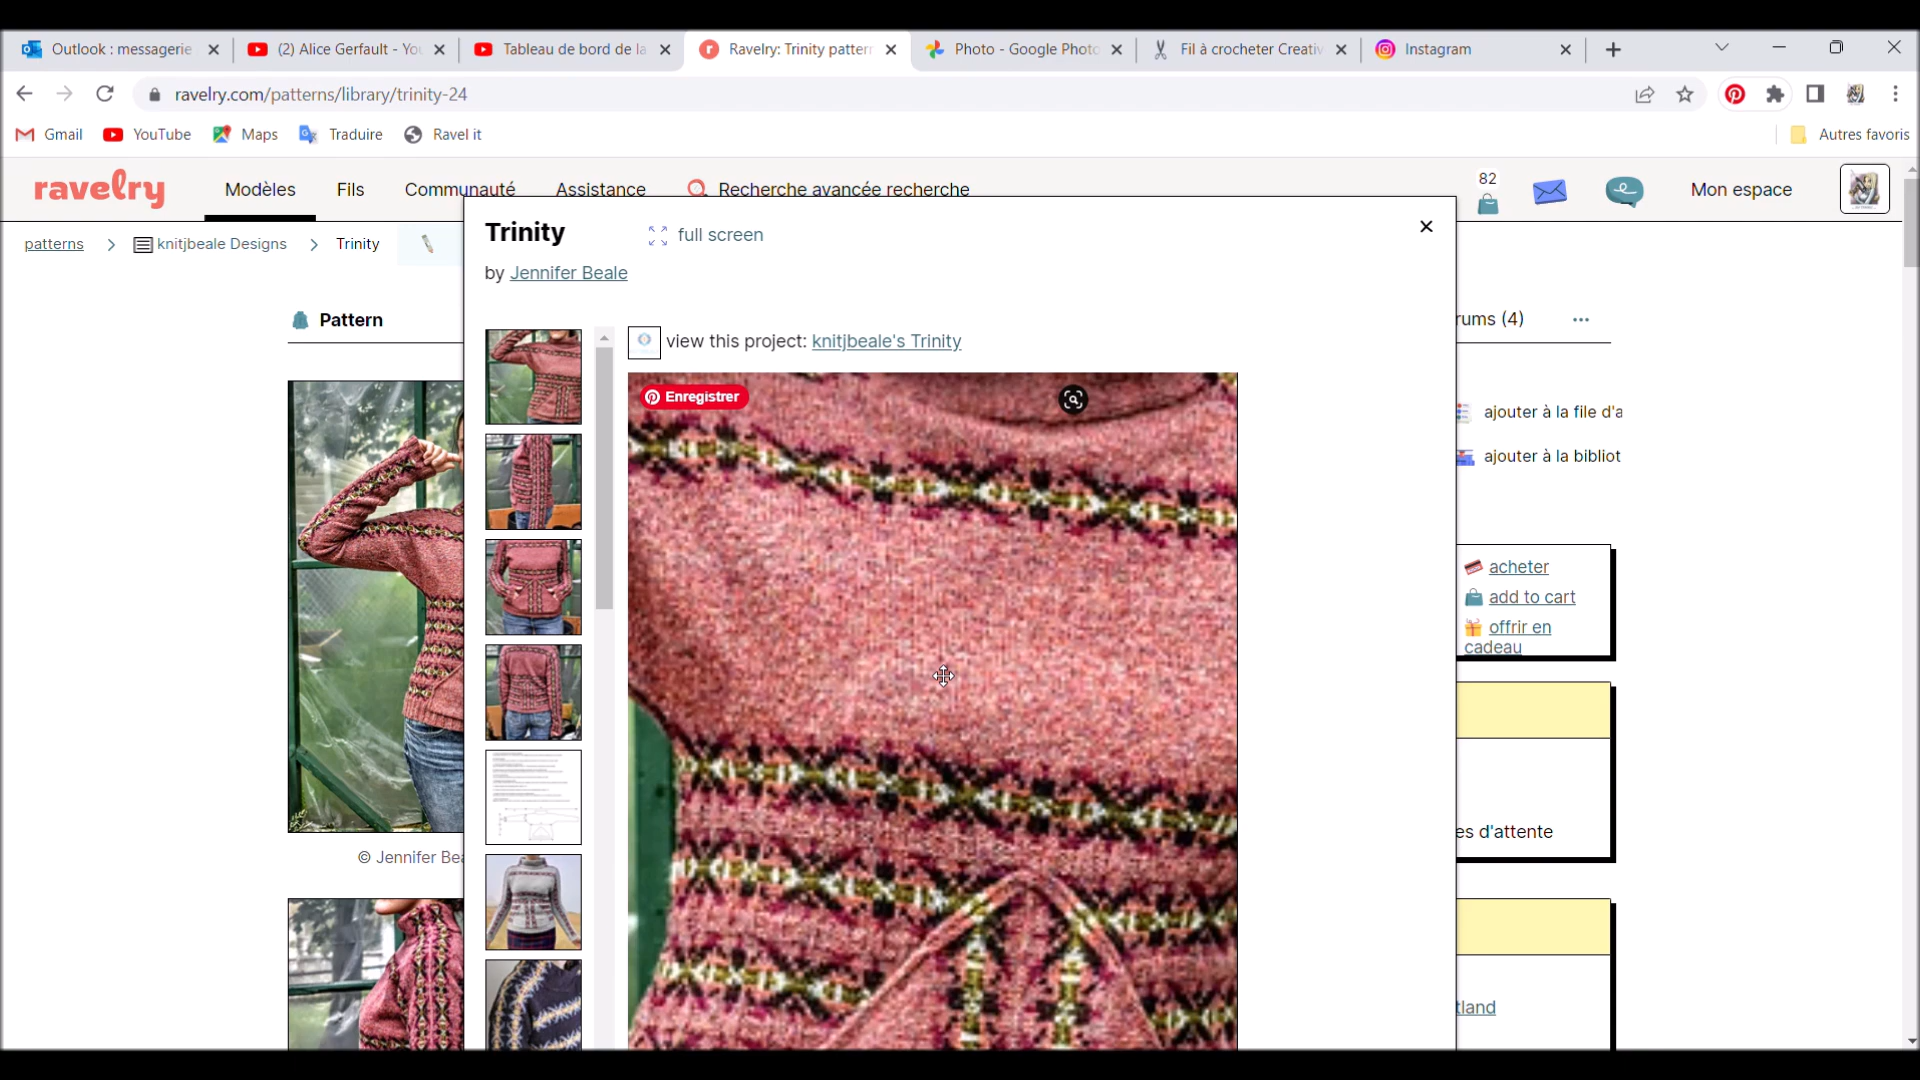 Outlook : messagerie
(2) Alice Gerfault - You
Tableau de bord de la
Ravelry: Trinity pattern
Photo - Google Photo
Fil à crocheter Creativ
Instagram
ravelry.com/patterns/library/trinity-24
Gmail
YouTube
Maps
Traduire
Ravel it
Autres favoris
ravelry
Modèles
Fils
Communauté
Assistance
Recherche avancée recherche
82
Mon espace
patterns
knitjbeale Designs
Trinity
Trinity
full screen
by Jennifer Beale
Pattern
rums (4)
view this project: knitjbeale's Trinity
Enregistrer
ajouter à la file d'a
ajouter à la bibliot
acheter
add to cart
offrir en
cadeau
es d'attente
© Jennifer Bea
tland